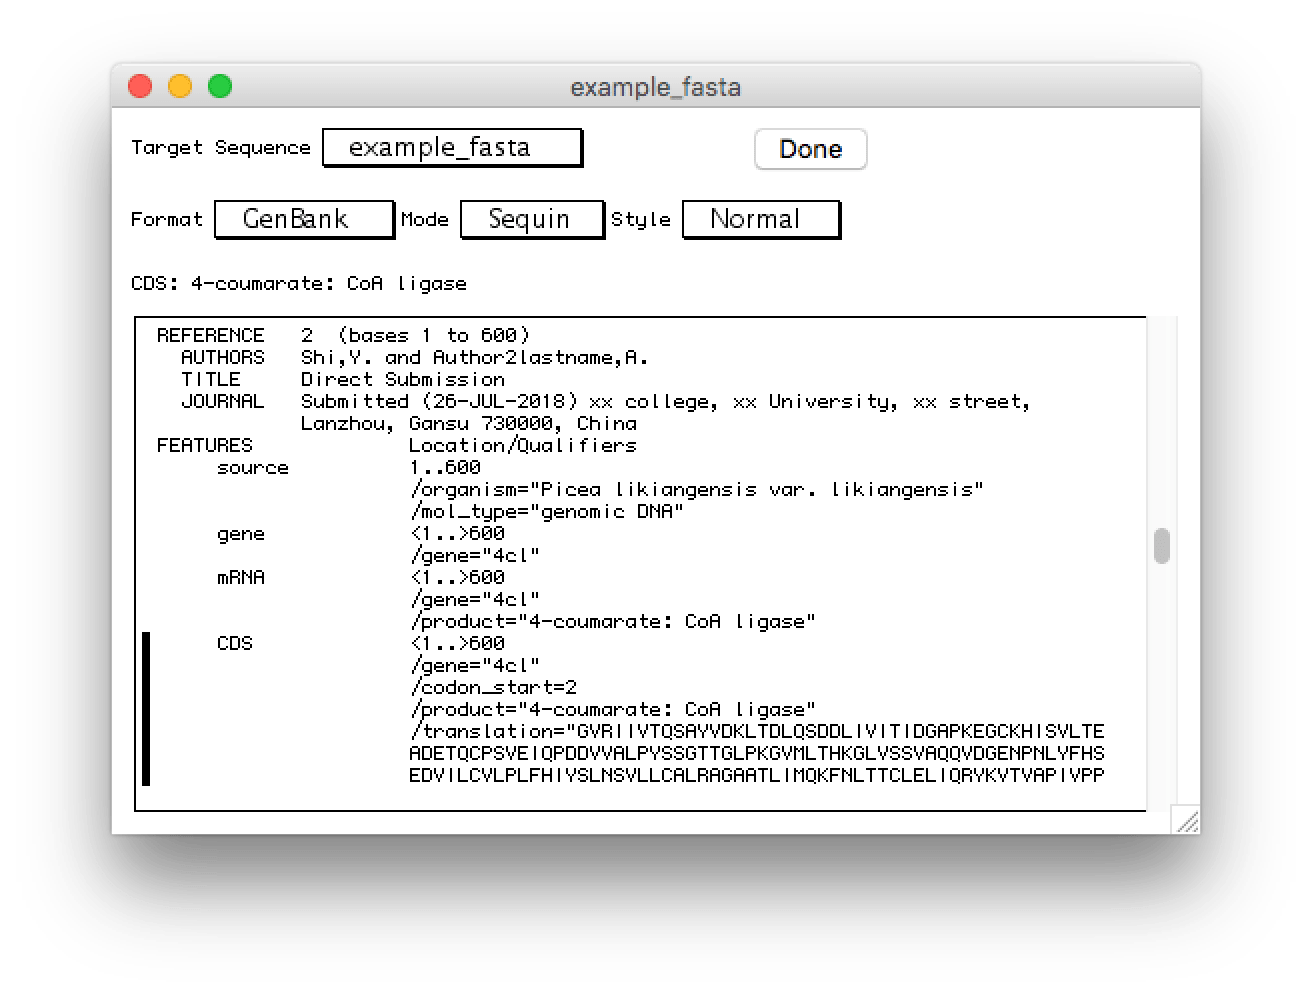 example_fasta
Target Sequence example_fasta Done
Format GenBank Mode Sequin Style Normal
CDS: 4-coumarate: CoA ligase
REFERENCE 2 (bases 1 to 600)
AUTHORS Shi,Y. and Author2lastname,A.
TITLE Direct Submission
JOURNAL Submitted (26-JUL-2018) xx college, xx University, xx street,
Lanzhou, Gansu 730000, China
FEATURES Location/Qualifiers
source 1..600
/organism="Picea likiangensis var. likiangensis"
/mol_type="genomic DNA"
gene <1..>600
/gene="4cl"
mRNA <1..>600
/gene="4cl"
/product="4-coumarate: CoA ligase"
CDS <1..>600
/gene="4cl"
/codon_start=2
/product="4-coumarate: CoA ligase"
/translation="GVRIIVTQSAYVDKLTDLQSDDLIVITIDGAPKEGCKHISVLTE
ADETQCPSVEIQPDDVVALPYSSGTTGLPKGVMLTHKGLVSSVAQQVDGENPNLYFHS
EDVILCVLPLFHIYSLNSVLLCALRAGAATLIMQKFNLTTCLELIQRYKVTVAPIVPP